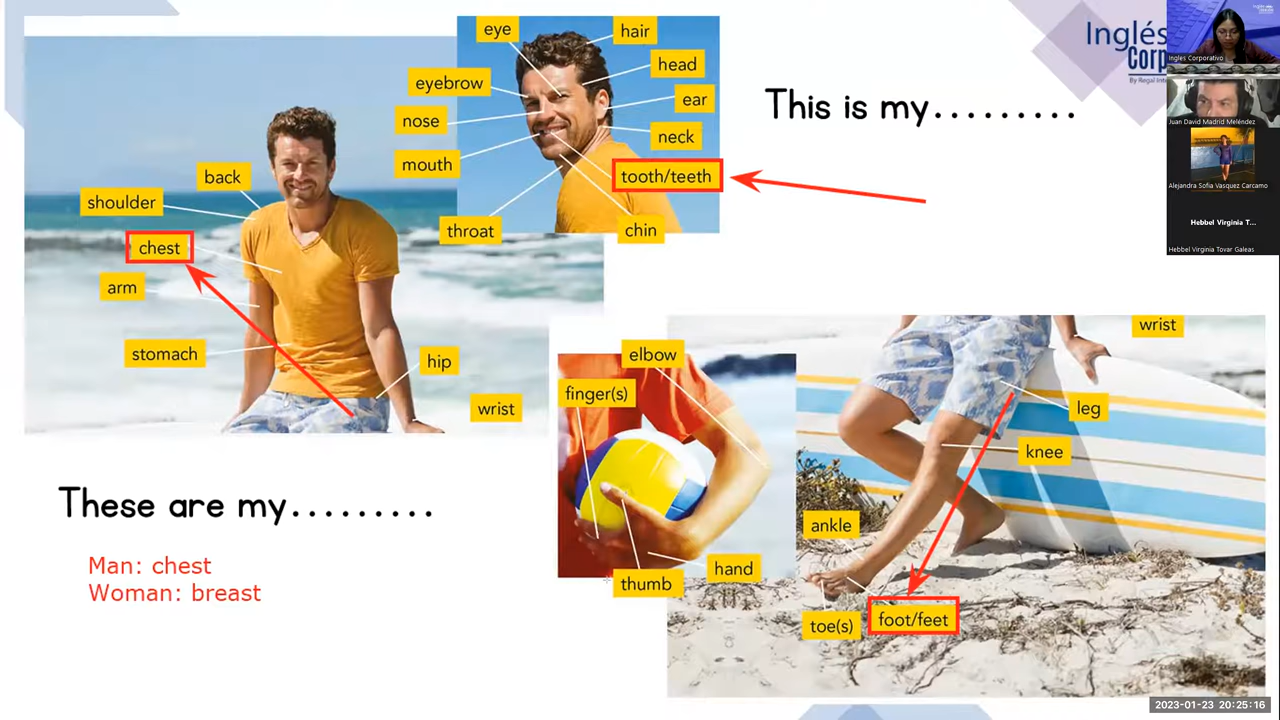 eye
hair
head
eyebrow
ear
nose
neck
mouth
tooth/teeth
throat
chin
back
shoulder
chest
arm
stomach
hip
wrist
This is my.........
These are my.........
Man: chest
Woman: breast
elbow
finger(s)
thumb
hand
wrist
leg
knee
ankle
toe(s)
foot/feet
Inglés
Corp
Ingles Corporativo
Juan David Madrid Meléndez
Alejandra Sofia Vasquez Carcamo
Hebbel Virginia T...
Hebbel Virginia Tovar Galeas
2023-01-23 20:25:16